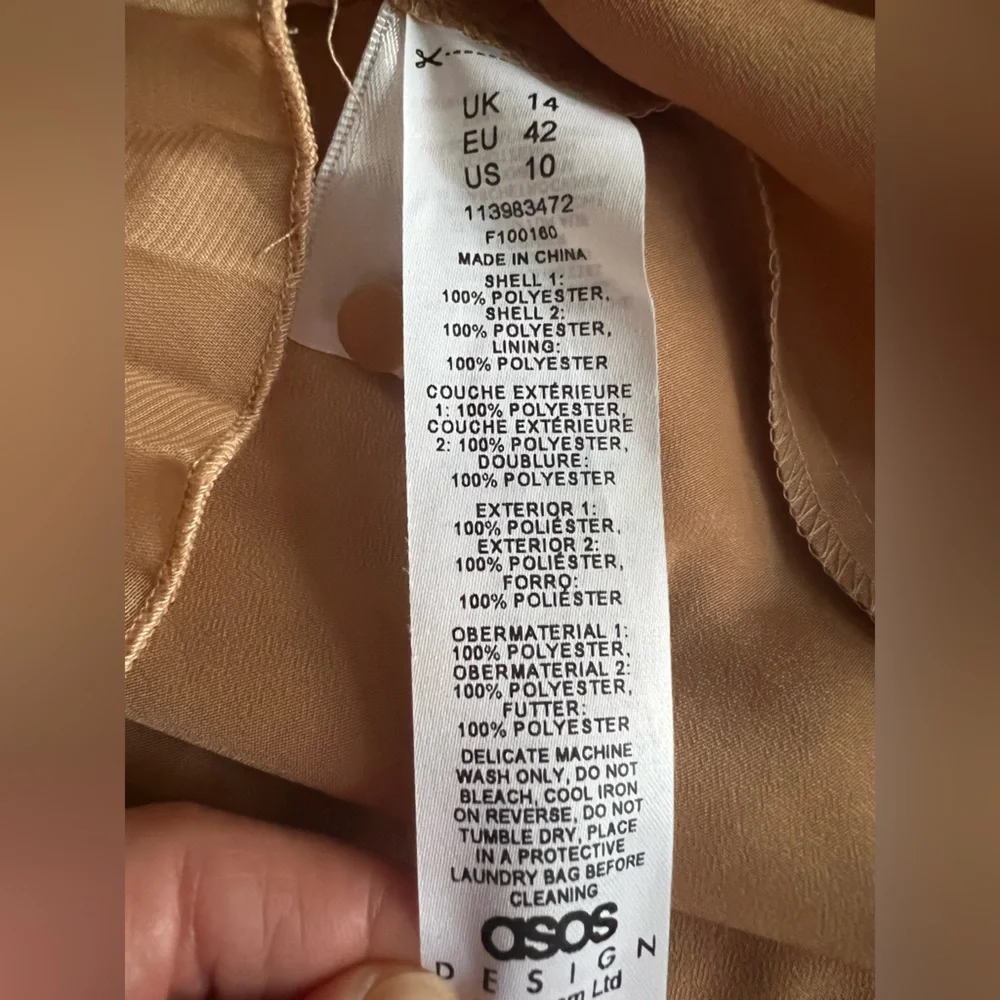 UK 14
EU 42
US 10
113983472
F100160
MADE IN CHINA
SHELL 1:
100% POLYESTER,
SHELL 2:
100% POLYESTER,
LINING:
100% POLYESTER
COUCHE EXTÉRIEURE
1: 100% POLYESTER,
COUCHE EXTÉRIEURE
2: 100% POLYESTER,
DOUBLURE:
100% POLYESTER
EXTERIOR 1:
100% POLIÉSTER,
EXTERIOR 2:
100% POLIÉSTER,
FORRO:
100% POLIÉSTER
OBERMATERIAL 1:
100% POLYESTER,
OBERMATERIAL 2:
100% POLYESTER,
FUTTER:
100% POLYESTER
DELICATE MACHINE
WASH ONLY, DO NOT
BLEACH, COOL IRON
ON REVERSE, DO NOT
TUMBLE DRY, PLACE
IN A PROTECTIVE
LAUNDRY BAG BEFORE
CLEANING
asos
DESIGN
Ltd